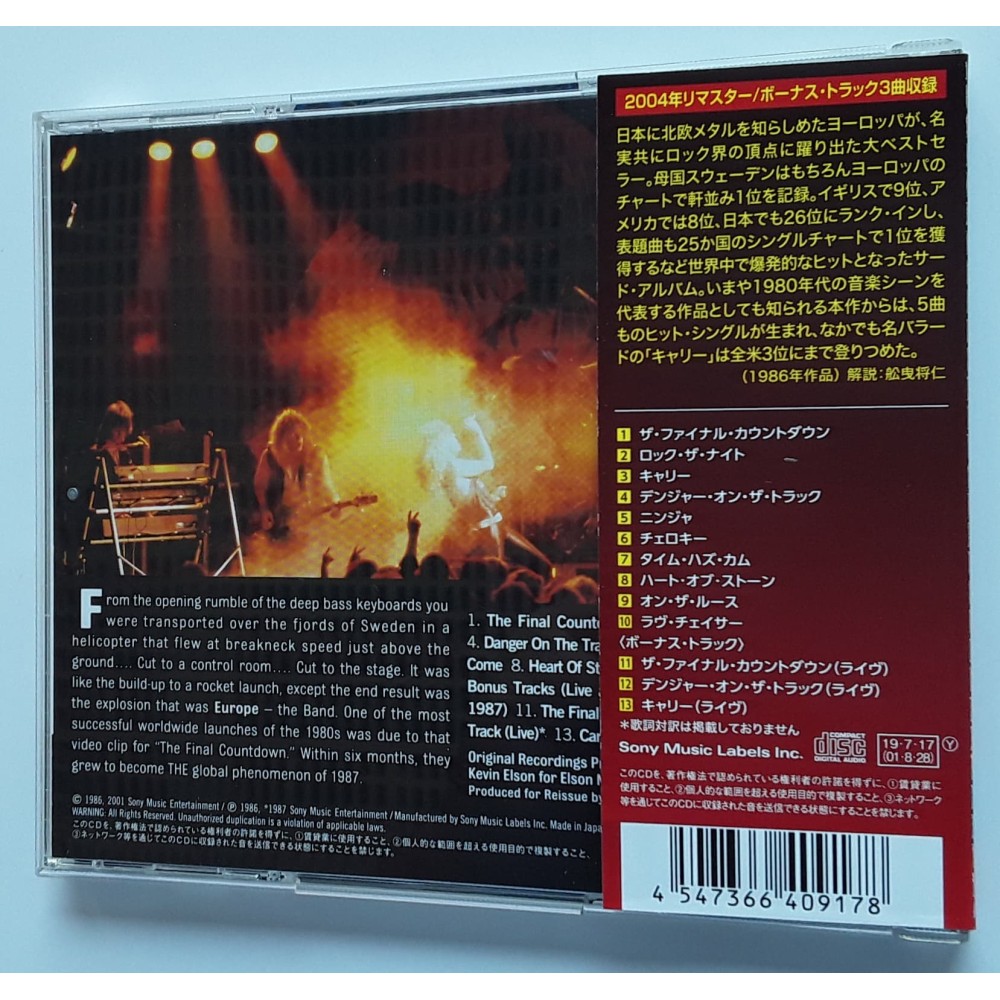 From the opening rumble of the deep bass keyboards you
were transported over the fjords of Sweden in a
helicopter that flew at breakneck speed just above the
ground.... Cut to a control room.... Cut to the stage. It was
like the build-up to a rocket launch, except the end result was
the explosion that was Europe – the Band. One of the most
successful worldwide launches of the 1980s was due to that
video clip for "The Final Countdown." Within six months, they
grew to become THE global phenomenon of 1987.
1. The Final Countd
4. Danger On The Tra
Come 8. Heart Of St
Bonus Tracks (Live
1987) 11. The Final
Track (Live)* 13. Car
Original Recordings P
Kevin Elson for Elson M
Produced for Reissue by
© 1986, 2001 Sony Music Entertainment / ℗ 1986, *1987 Sony Music Entertainment / Manufactured by Sony Music Labels Inc. Made in Japa
WARNING: All Rights Reserved. Unauthorized duplication is a violation of applicable laws.
このCDを、著作権法で認められている権利者の許諾を得ずに、①賃貸業に使用すること、②個人的な範囲を超える使用目的で複製すること、
③ネットワーク等を通じてこのCDに収録された音を送信できる状態にすることを禁じます。
2004年リマスター/ボーナス・トラック3曲収録
日本に北欧メタルを知らしめたヨーロッパが、名
実共にロック界の頂点に躍り出た大ベストセ
ラー。母国スウェーデンはもちろんヨーロッパの
チャートで軒並み1位を記録。イギリスで9位、ア
メリカでは8位、日本でも26位にランク・インし、
表題曲も25か国のシングルチャートで1位を獲
得するなど世界中で爆発的なヒットとなったサー
ド・アルバム。いまや1980年代の音楽シーンを
代表する作品としても知られる本作からは、5曲
ものヒット・シングルが生まれ、なかでも名バラー
ドの「キャリー」は全米3位にまで登りつめた。
(1986年作品) 解説:舩曳将仁
1 ザ・ファイナル・カウントダウン
2 ロック・ザ・ナイト
3 キャリー
4 デンジャー・オン・ザ・トラック
5 ニンジャ
6 チェロキー
7 タイム・ハズ・カム
8 ハート・オブ・ストーン
9 オン・ザ・ルース
10 ラヴ・チェイサー
〈ボーナス・トラック〉
11 ザ・ファイナル・カウントダウン(ライヴ)
12 デンジャー・オン・ザ・トラック(ライヴ)
13 キャリー(ライヴ)
*歌詞対訳は掲載しておりません
Sony Music Labels Inc. COMPACT disc DIGITAL AUDIO 19・7・17 (01・8・28) Y
このCDを、著作権法で認められている権利者の許諾を得ずに、①賃貸業に
使用すること、②個人的な範囲を超える使用目的で複製すること、③ネットワーク
等を通じてこのCDに収録された音を送信できる状態にすることを禁じます。
4 547366 409178